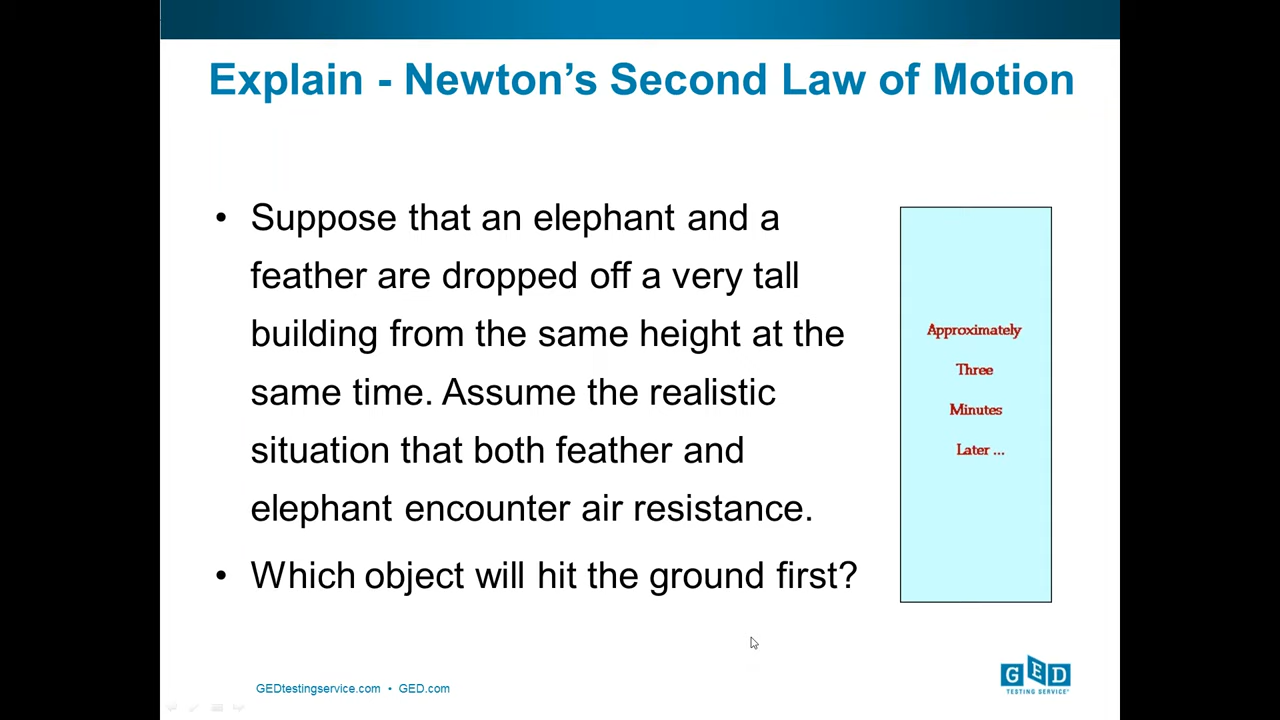 Explain - Newton’s Second Law of Motion
• Suppose that an elephant and a
feather are dropped off a very tall
building from the same height at the
same time. Assume the realistic
situation that both feather and
elephant encounter air resistance.
• Which object will hit the ground first?
Approximately
Three
Minutes
Later ...
GEDtestingservice.com • GED.com
GED
TESTING SERVICE®